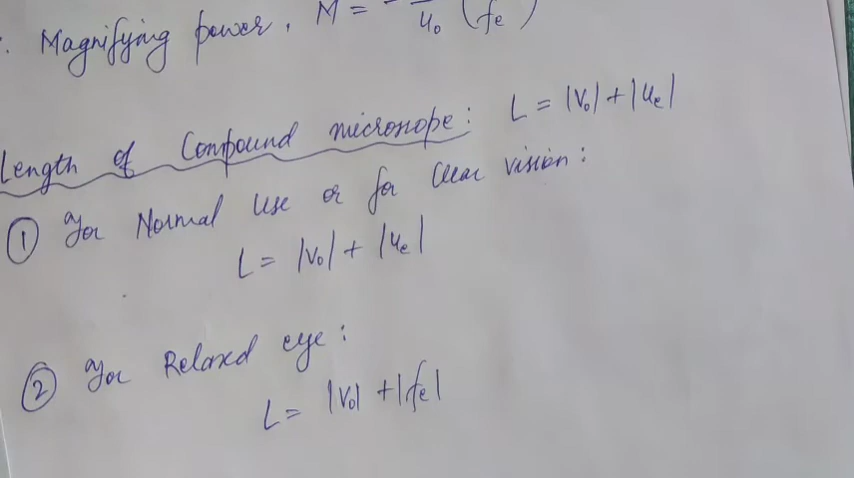 Magnifying power, M = - / u₀ (fe)
Length of Compound microscope: L = |v₀| + |ue|
① For Normal use or for clear vision:
L = |v₀| + |ue|
② For Relaxed eye:
L = |v₀| + |fe|